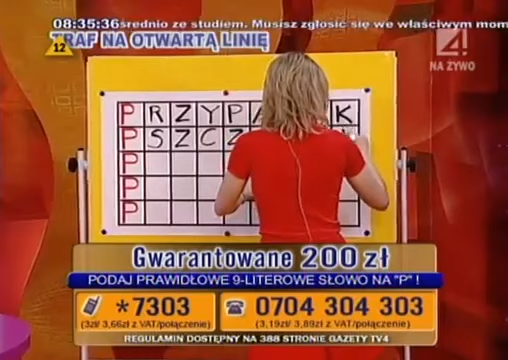 08:35:36 średnio ze studiem. Musisz zgłosić się we właściwym mom
12
TRAF NA OTWARTĄ LINIĘ
4!
NA ŻYWO
PRZYPA K
PSZCZ
P
P
P
Gwarantowane 200 zł
PODAJ PRAWIDŁOWE 9-LITEROWE SŁOWO NA "P" !
*7303
(3zł/ 3,66zł z VAT/połączenie)
0704 304 303
(3,19zł/ 3,89zł z VAT/połączenie)
REGULAMIN DOSTĘPNY NA 388 STRONIE GAZETY TV4